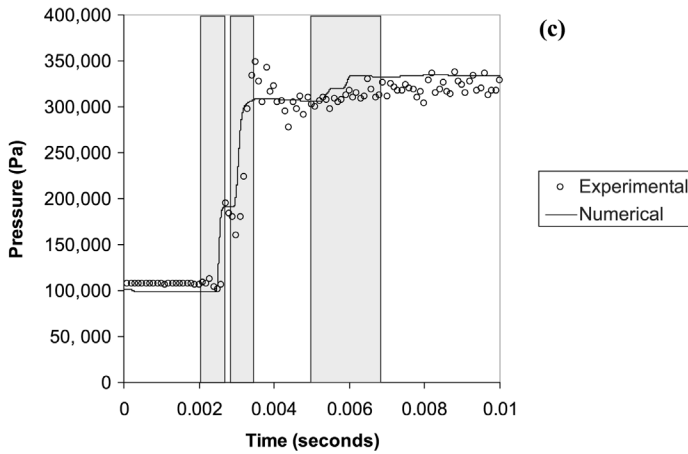 400,000
(c)
350,000
300,000
250,000
200,000
150,000
100,000
50, 000
0
Pressure (Pa)
Experimental
Numerical
0 0.002 0.004 0.006 0.008 0.01
Time (seconds)